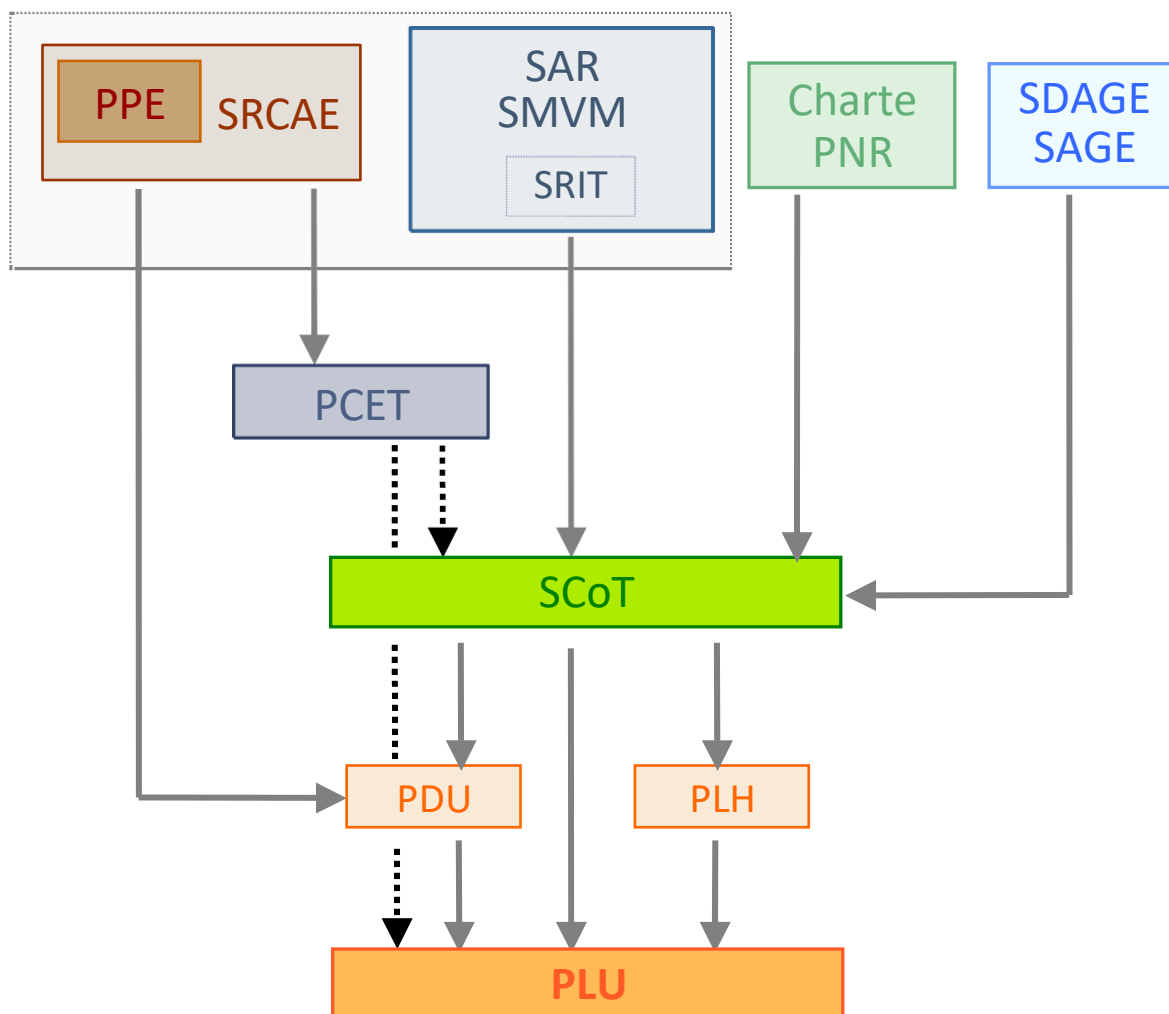 PPE
SRCAE
SAR
SMVM
SRIT
Charte
PNR
SDAGE
SAGE
PCET
SCoT
PDU
PLH
PLU